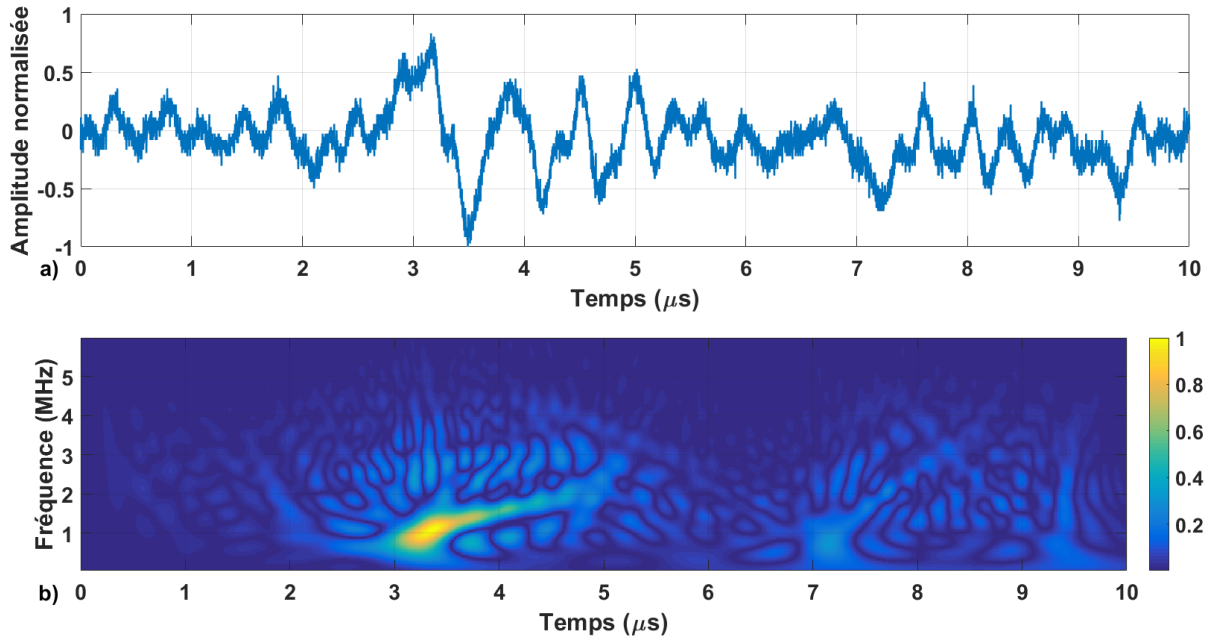 Amplitude normalisée
1
0.5
0
-0.5
-1
a)
0 1 2 3 4 5 6 7 8 9 10
Temps (μs)
Fréquence (MHz)
5
4
3
2
1
b)
0 1 2 3 4 5 6 7 8 9 10
Temps (μs)
1
0.8
0.6
0.4
0.2